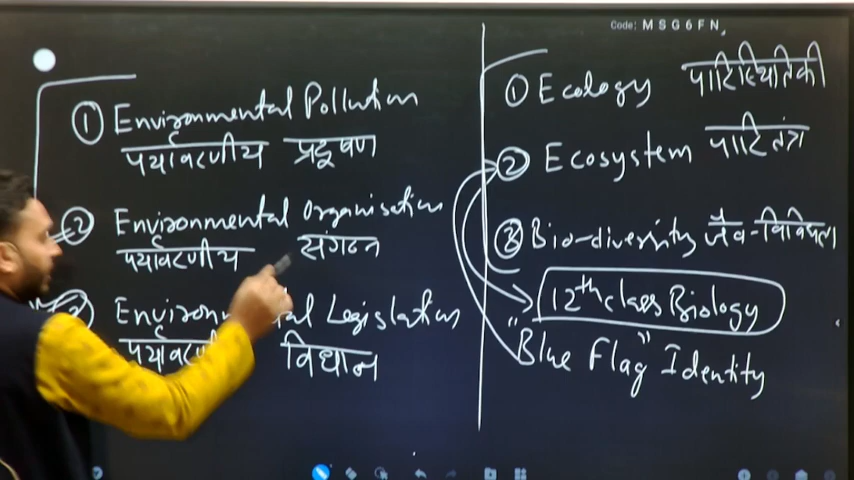 Code: M S G 6 F N
① Environmental Pollution
पर्यावरणीय प्रदूषण
② Environmental Organisation
पर्यावरणीय संगठन
Environmental Legislation
विधान
① Ecology पारिस्थितिकी
② Ecosystem पारितंत्र
③ Bio-diversity जैव-विविधता
12th class Biology
"Blue Flag" Identity